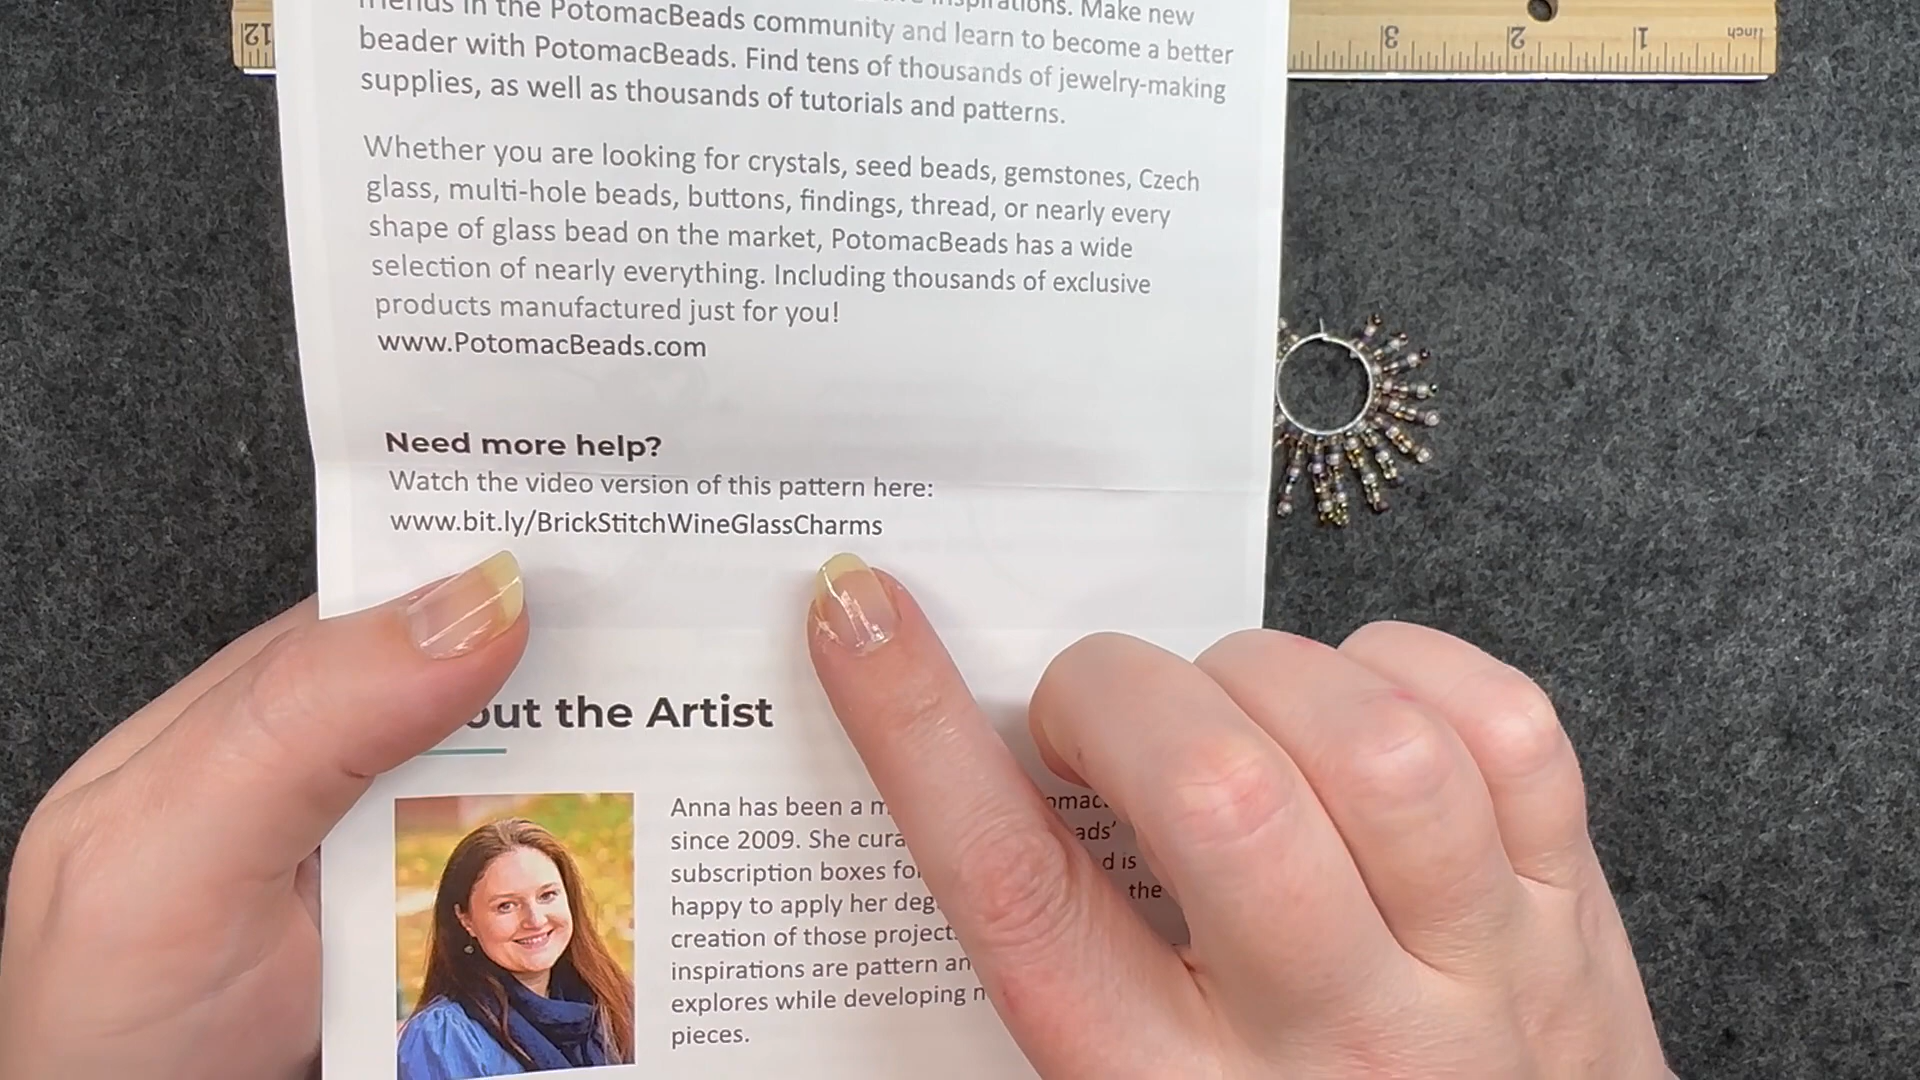 friends in the PotomacBeads community and learn to become a better
beader with PotomacBeads. Find tens of thousands of jewelry-making
supplies, as well as thousands of tutorials and patterns.
Whether you are looking for crystals, seed beads, gemstones, Czech
glass, multi-hole beads, buttons, findings, thread, or nearly every
shape of glass bead on the market, PotomacBeads has a wide
selection of nearly everything. Including thousands of exclusive
products manufactured just for you!
www.PotomacBeads.com
Need more help?
Watch the video version of this pattern here:
www.bit.ly/BrickStitchWineGlassCharms
the Artist
Anna has been a
since 2009. She
subscription boxes
happy to apply her
d is
creation of those
the
inspirations are pattern
explores while developing
pieces.
12
3
2
1
inch